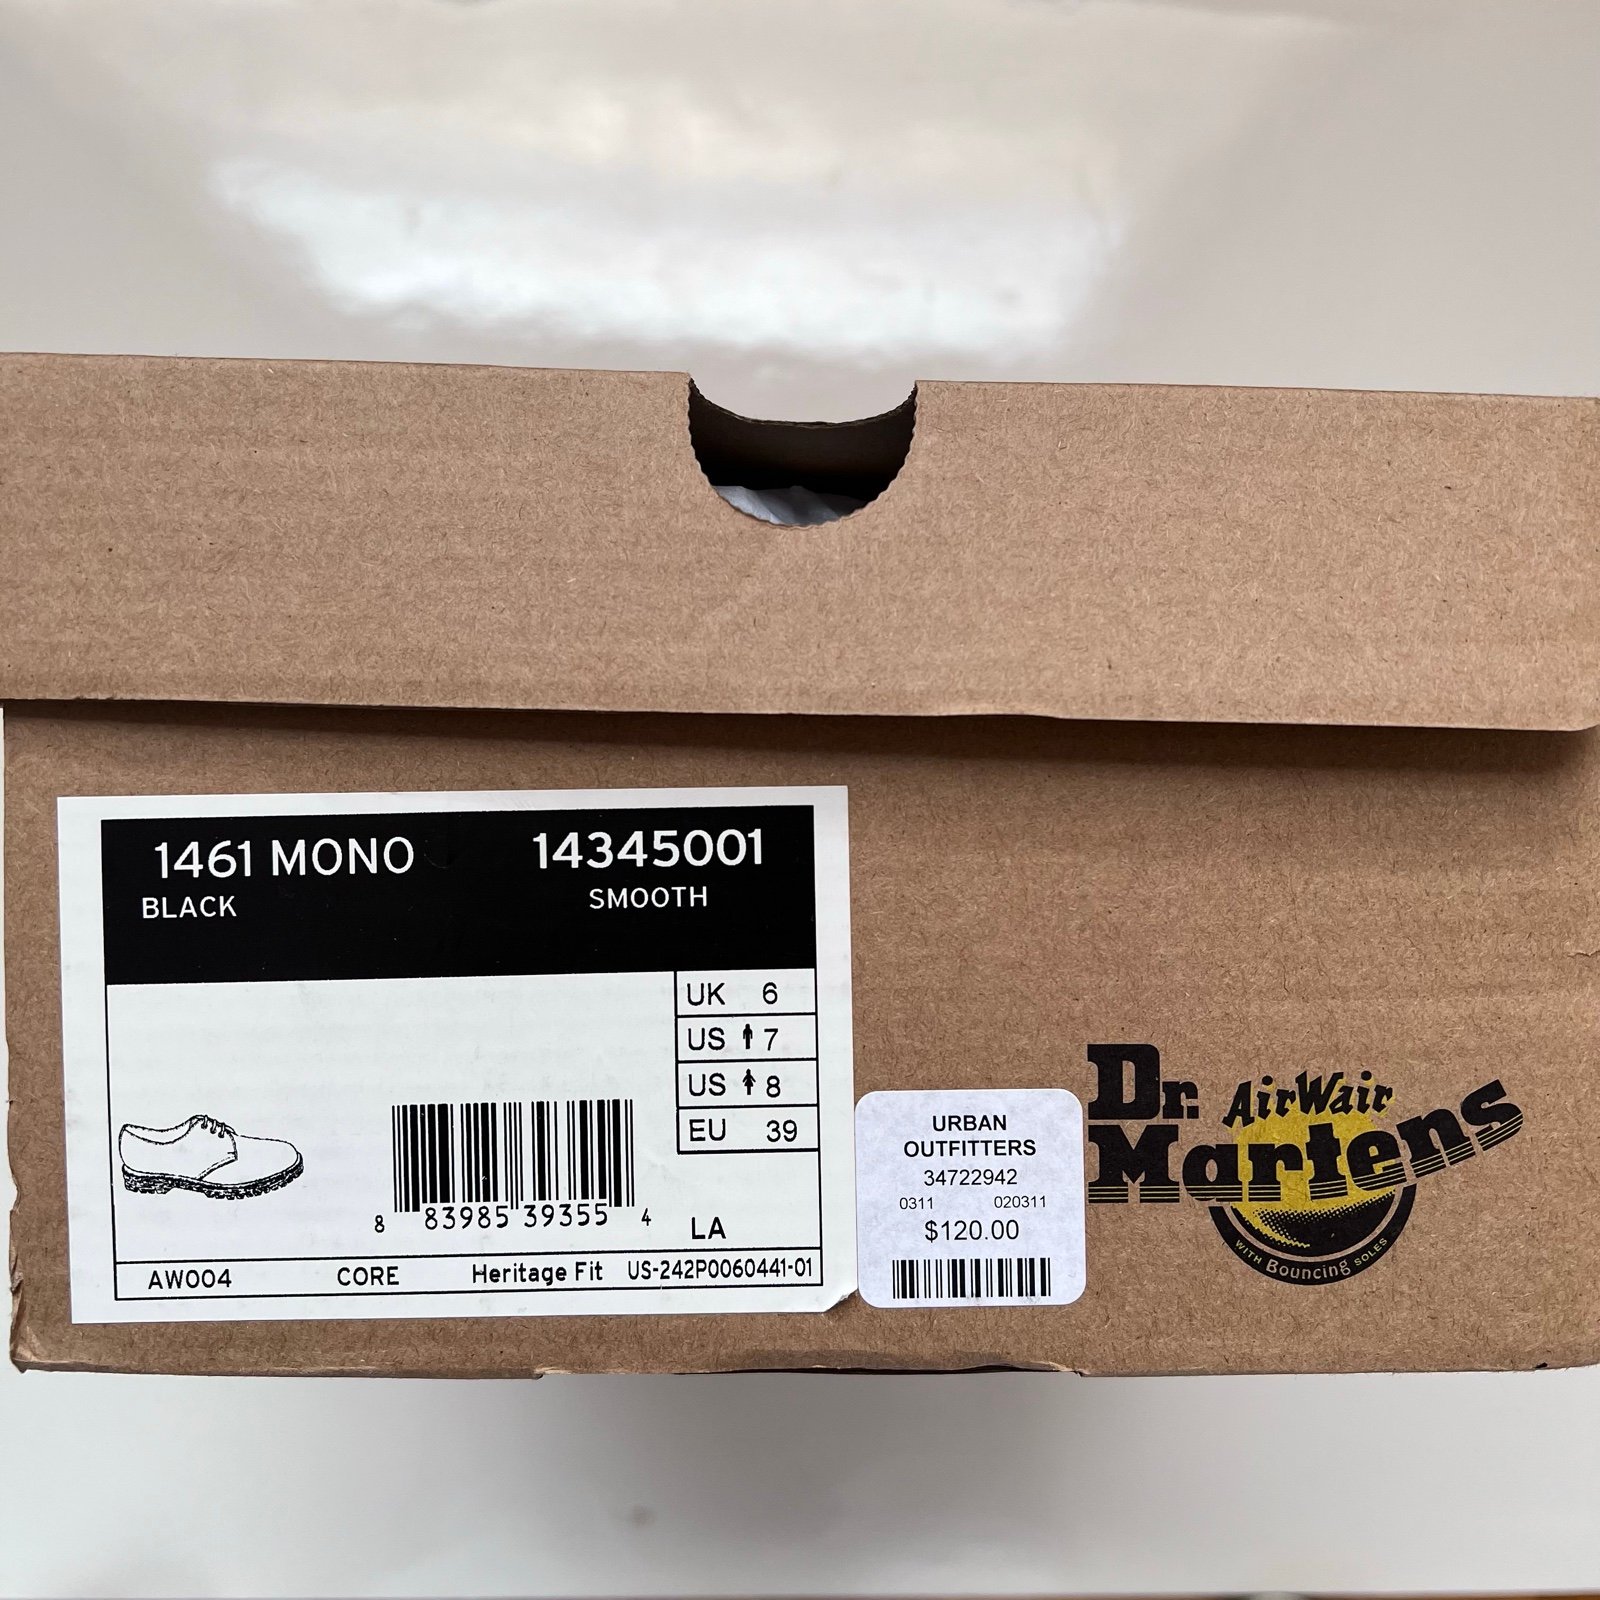 1461 MONO 14345001
BLACK SMOOTH
UK 6
US 7
US 8
EU 39
8 83985 39355 4
LA
AW004 CORE Heritage Fit US-242P0060441-01
URBAN
OUTFITTERS
34722942
0311 020311
$120.00
Dr.
AirWair
Martens
WITH Bouncing SOLES